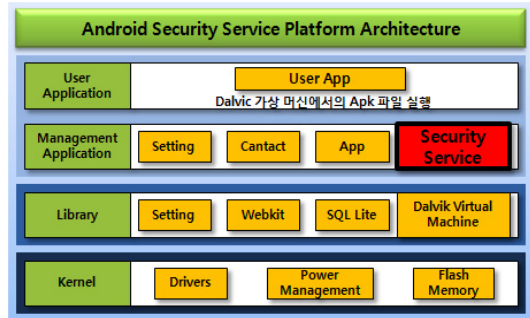 Android Security Service Platform Architecture
User
Application
User App
Dalvic 가상 머신에서의 Apk 파일 실행
Management
Application
Setting
Cantact
App
Security
Service
Library
Setting
Webkit
SQL Lite
Dalvik Virtual
Machine
Kernel
Drivers
Power
Management
Flash
Memory